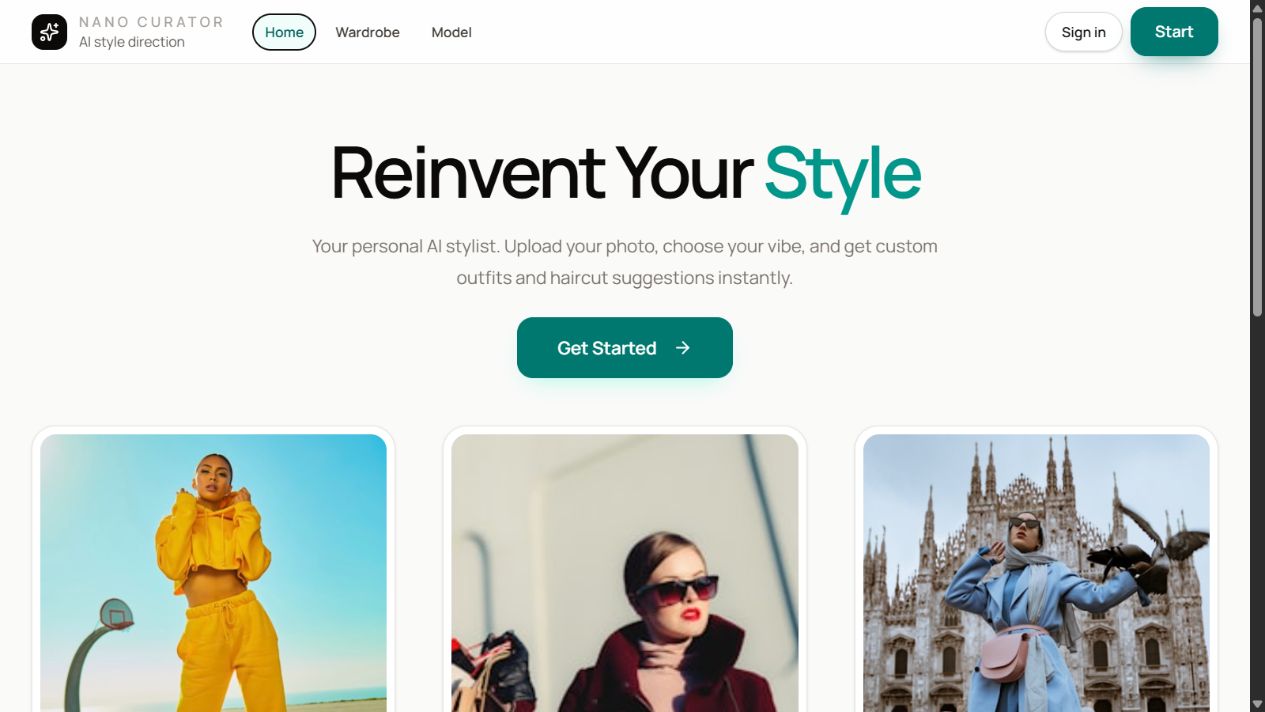 NANO CURATOR
AI style direction
Home
Wardrobe
Model
Sign in
Start
Reinvent Your Style
Your personal AI stylist. Upload your photo, choose your vibe, and get custom
outfits and haircut suggestions instantly.
Get Started